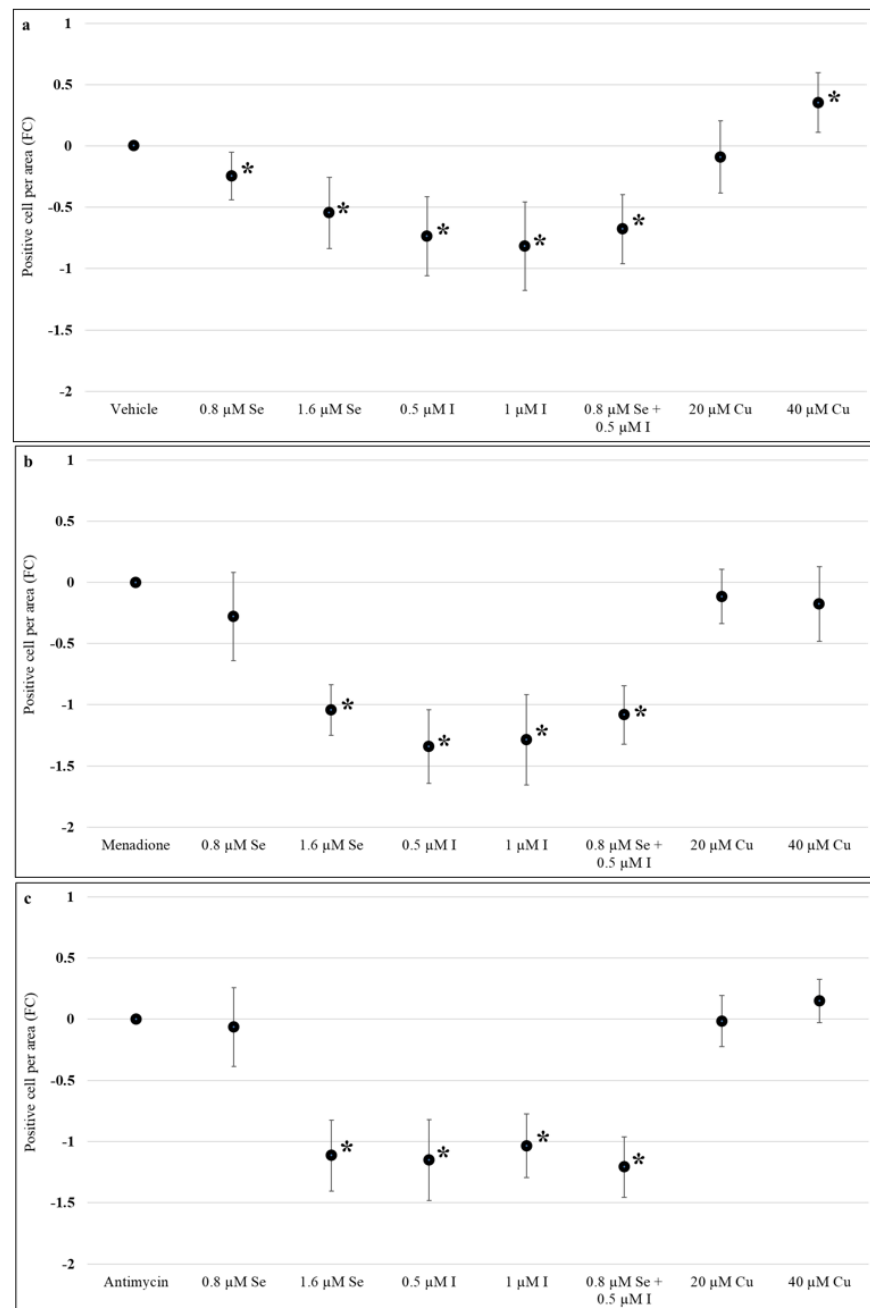 a
Positive cell per area (FC)
1
0.5
0
-0.5
-1
-1.5
-2
*
*
*
*
*
*
Vehicle 0.8 µM Se 1.6 µM Se 0.5 µM I 1 µM I 0.8 µM Se + 20 µM Cu 40 µM Cu
0.5 µM I
b
Positive cell per area (FC)
1
0.5
0
-0.5
-1
-1.5
-2
*
*
*
*
Menadione 0.8 µM Se 1.6 µM Se 0.5 µM I 1 µM I 0.8 µM Se + 20 µM Cu 40 µM Cu
0.5 µM I
c
Positive cell per area (FC)
1
0.5
0
-0.5
-1
-1.5
-2
*
*
*
*
Antimycin 0.8 µM Se 1.6 µM Se 0.5 µM I 1 µM I 0.8 µM Se + 20 µM Cu 40 µM Cu
0.5 µM I